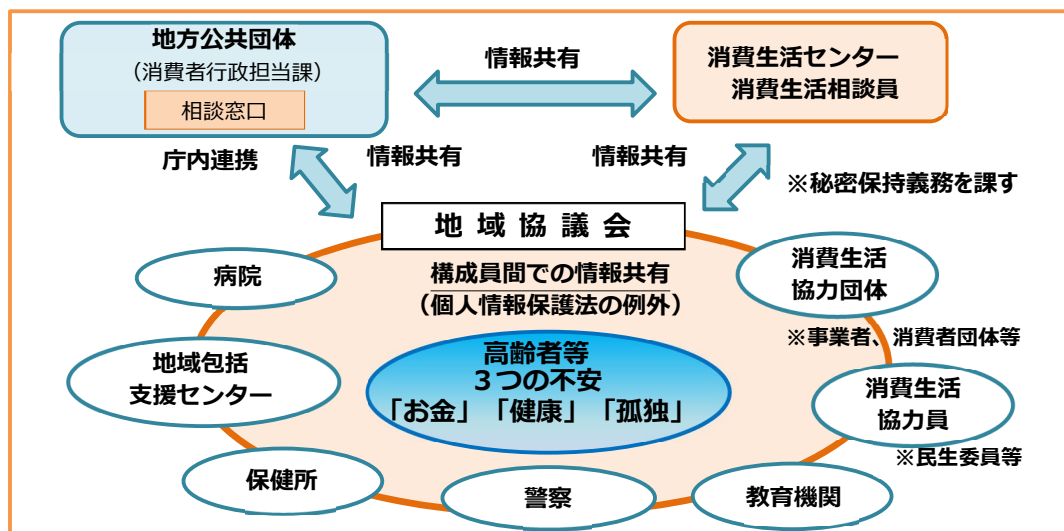 地方公共団体
（消費者行政担当課）
相談窓口
情報共有
消費生活センター
消費生活相談員
庁内連携
情報共有
情報共有
※秘密保持義務を課す
地域協議会
構成員間での情報共有
（個人情報保護法の例外）
病院
消費生活
協力団体
※事業者、消費者団体等
地域包括
支援センター
高齢者等
３つの不安
「お金」「健康」「孤独」
消費生活
協力員
※民生委員等
保健所
警察
教育機関